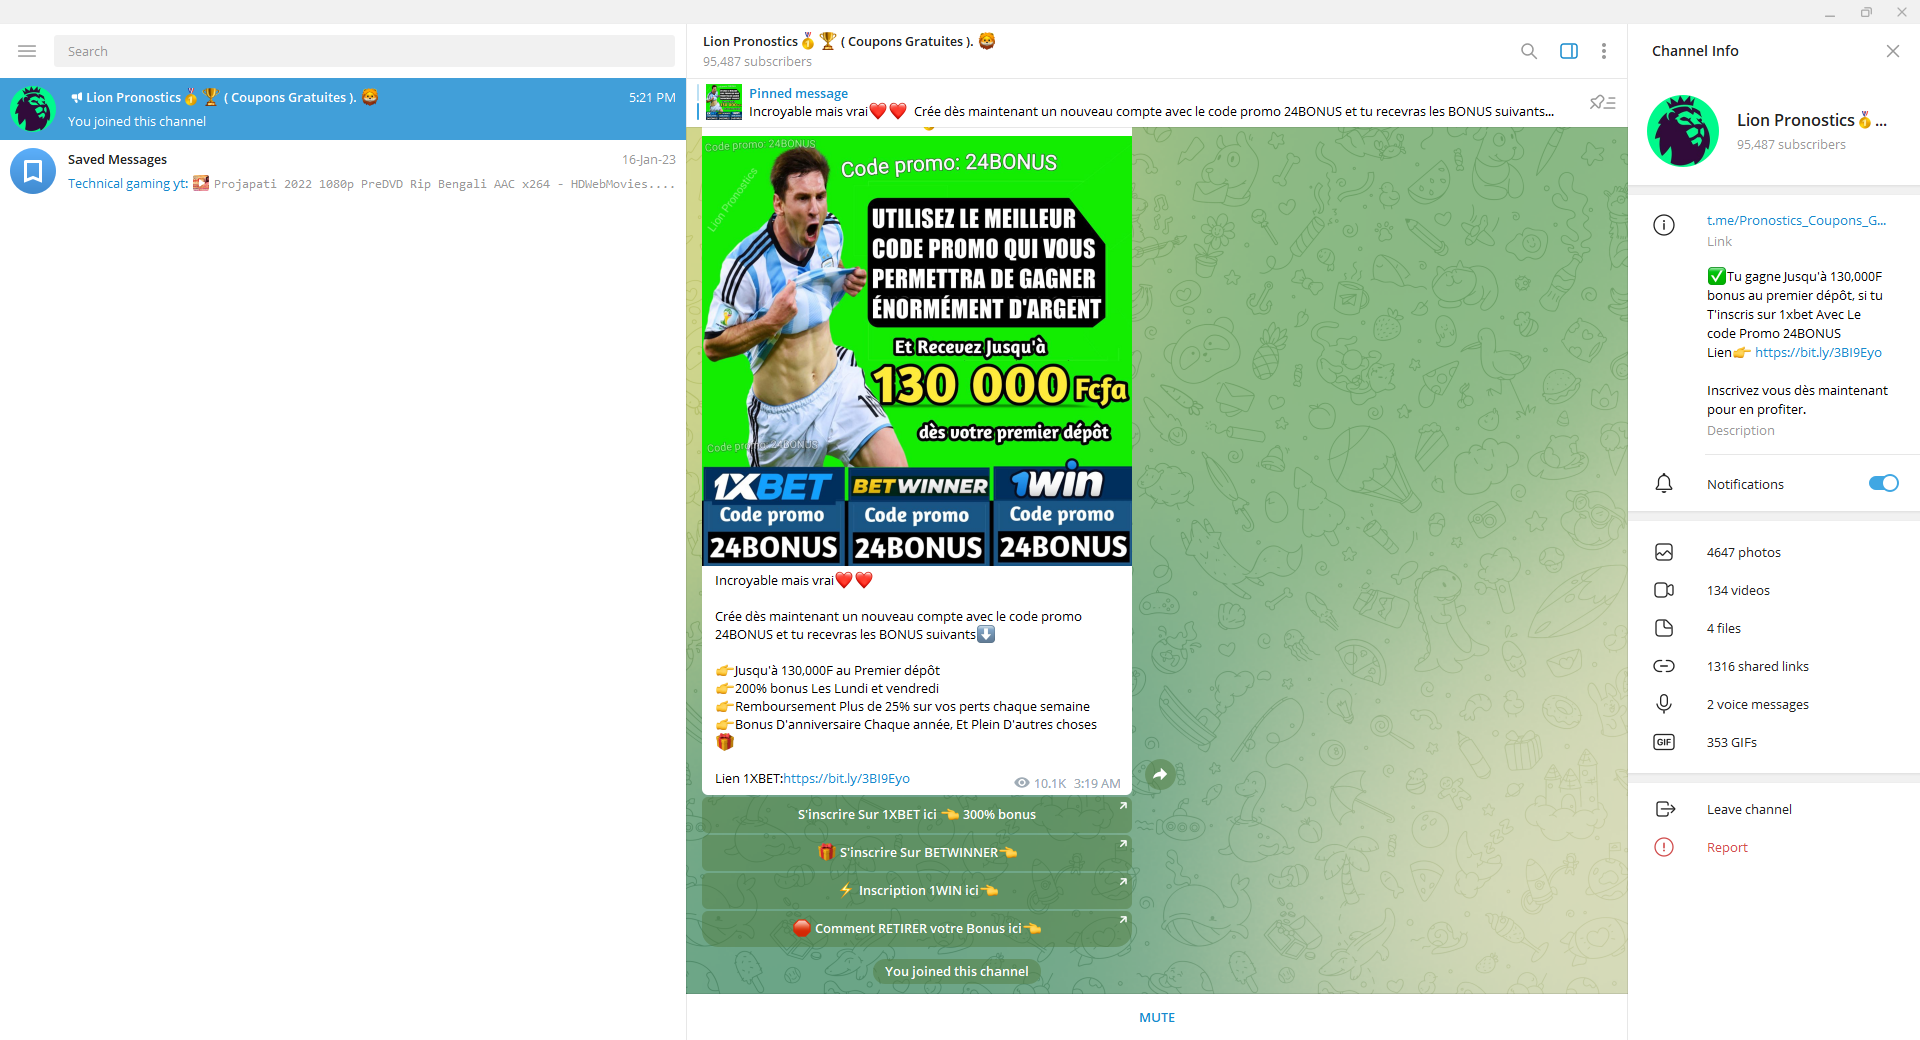 Search
Lion Pronostics🥇🏆 ( Coupons Gratuites ). 🦁
5:21 PM
You joined this channel
Saved Messages
16-Jan-23
Technical gaming yt: 🌄 Projapati 2022 1080p PreDVD Rip Bengali AAC x264 - HDWebMovies....
Lion Pronostics🥇🏆 ( Coupons Gratuites ). 🦁
95,487 subscribers
Pinned message
Incroyable mais vrai❤️❤️ Crée dès maintenant un nouveau compte avec le code promo 24BONUS et tu recevras les BONUS suivants...
Code promo: 24BONUS
Code promo: 24BONUS
Lion Pronostics
UTILISEZ LE MEILLEUR
CODE PROMO QUI VOUS
PERMETTRA DE GAGNER
ÉNORMÉMENT D'ARGENT
Et Recevez Jusqu'à
130 000 Fcfa
dès votre premier dépôt
Code promo: 24BONUS
1XBET
Code promo
24BONUS
BETWINNER
Code promo
24BONUS
1win
Code promo
24BONUS
Incroyable mais vrai❤️❤️
Crée dès maintenant un nouveau compte avec le code promo
24BONUS et tu recevras les BONUS suivants⬇️
👉Jusqu'à 130,000F au Premier dépôt
👉200% bonus Les Lundi et vendredi
👉Remboursement Plus de 25% sur vos perts chaque semaine
👉Bonus D'anniversaire Chaque année, Et Plein D'autres choses
🎁
Lien 1XBET:https://bit.ly/3BI9Eyo
10.1K 3:19 AM
S'inscrire Sur 1XBET ici 👈 300% bonus
🎁 S'inscrire Sur BETWINNER👈
⚡ Inscription 1WIN ici👈
🛑 Comment RETIRER votre Bonus ici👈
You joined this channel
MUTE
Channel Info
Lion Pronostics🥇...
95,487 subscribers
t.me/Pronostics_Coupons_G...
Link
✅Tu gagne Jusqu'à 130,000F
bonus au premier dépôt, si tu
T'inscris sur 1xbet Avec Le
code Promo 24BONUS
Lien👉 https://bit.ly/3BI9Eyo
Inscrivez vous dès maintenant
pour en profiter.
Description
Notifications
4647 photos
134 videos
4 files
1316 shared links
2 voice messages
GIF
353 GIFs
Leave channel
Report